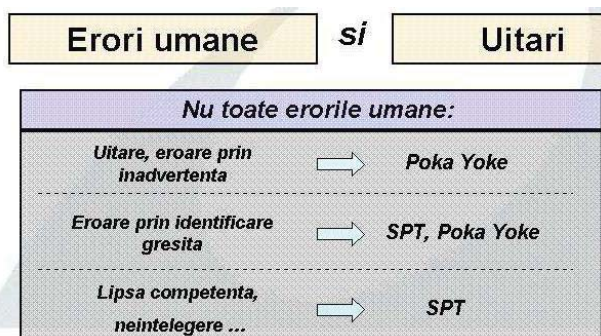 Erori umane si Uitari
Nu toate erorile umane:
Uitare, eroare prin
inadvertenta
Poka Yoke
Eroare prin identificare
gresita
SPT, Poka Yoke
Lipsa competenta,
neintelegere ...
SPT